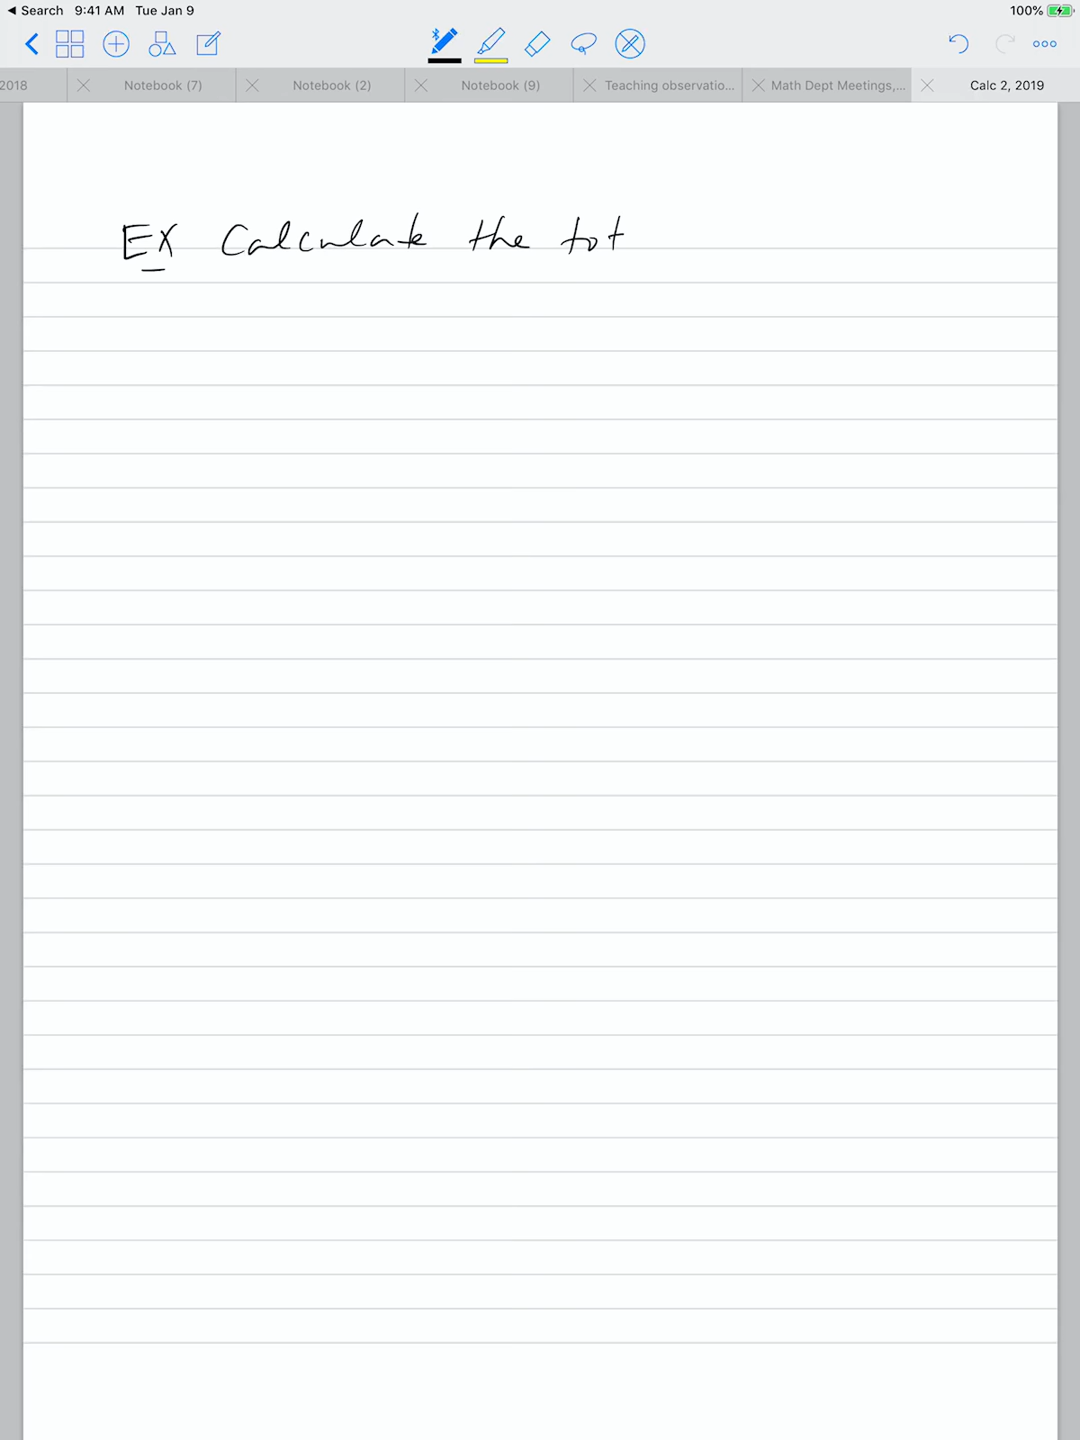 Search 9:41 AM Tue Jan 9 100%
2018 Notebook (7) Notebook (2) Notebook (9) Teaching observatio... Math Dept Meetings,... Calc 2, 2019
EX Calculate the tot